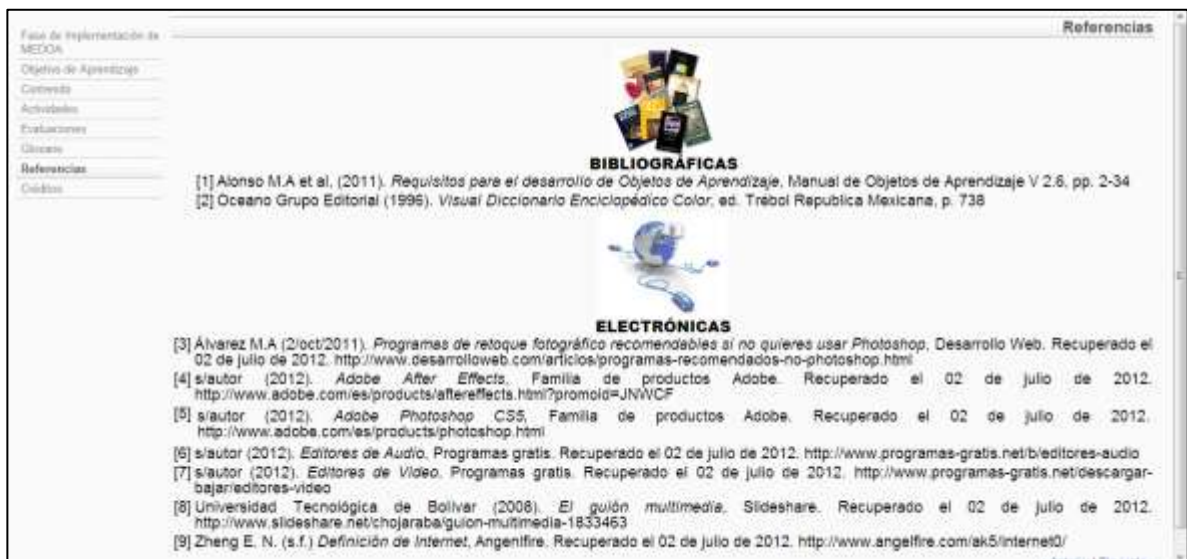 Referencias
Fase de Implementación de
MEDOA
Objetivo de Aprendizaje
Contenido
Actividades
Evaluaciones
Glosario
Referencias
Créditos
BIBLIOGRÁFICAS
[1] Alonso M.A et al, (2011). Requisitos para el desarrollo de Objetos de Aprendizaje, Manual de Objetos de Aprendizaje V 2.6, pp. 2-34
[2] Oceano Grupo Editorial (1996). Visual Diccionario Enciclopédico Color, ed. Trébol Republica Mexicana, p. 738
ELECTRÓNICAS
[3] Álvarez M.A (2/oct/2011). Programas de retoque fotográfico recomendables si no quieres usar Photoshop, Desarrollo Web. Recuperado el
02 de julio de 2012. http://www.desarrolloweb.com/articlos/programas-recomendados-no-photoshop.html
[4] s/autor (2012). Adobe After Effects, Familia de productos Adobe. Recuperado el 02 de julio de 2012.
http://www.adobe.com/es/products/aftereffects.html?promoid=JNWCF
[5] s/autor (2012). Adobe Photoshop CS5, Familia de productos Adobe. Recuperado el 02 de julio de 2012.
http://www.adobe.com/es/products/photoshop.html
[6] s/autor (2012). Editores de Audio, Programas gratis. Recuperado el 02 de julio de 2012. http://www.programas-gratis.net/b/editores-audio
[7] s/autor (2012). Editores de Video, Programas gratis. Recuperado el 02 de julio de 2012. http://www.programas-gratis.net/descargar-
bajar/editores-video
[8] Universidad Tecnológica de Bolívar (2008). El guión multimedia, Slideshare. Recuperado el 02 de julio de 2012.
http://www.slideshare.net/chojaraba/guion-multimedia-1833463
[9] Zheng E. N. (s.f.) Definición de Internet, Angenlfire. Recuperado el 02 de julio de 2012. http://www.angelfire.com/ak5/internet0/